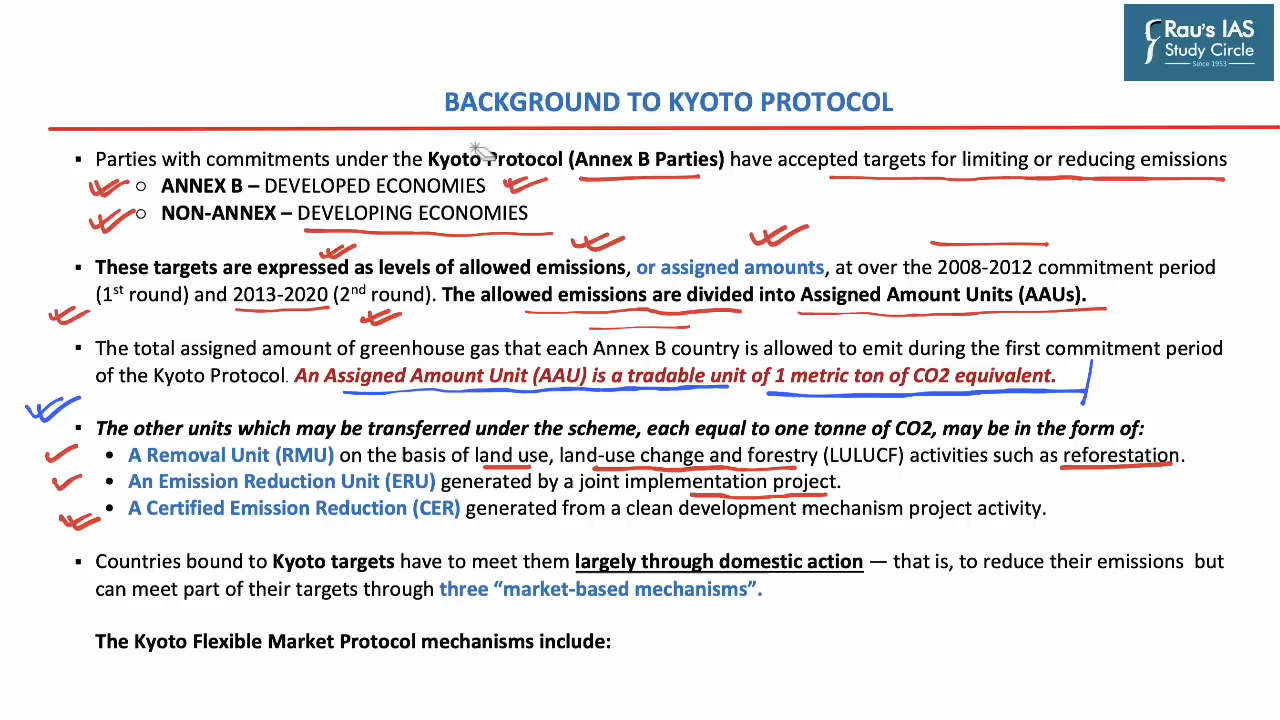 Rau's IAS
Study Circle
Since 1953
BACKGROUND TO KYOTO PROTOCOL
▪ Parties with commitments under the Kyoto Protocol (Annex B Parties) have accepted targets for limiting or reducing emissions
○ ANNEX B – DEVELOPED ECONOMIES
○ NON-ANNEX – DEVELOPING ECONOMIES
▪ These targets are expressed as levels of allowed emissions, or assigned amounts, at over the 2008-2012 commitment period
(1st round) and 2013-2020 (2nd round). The allowed emissions are divided into Assigned Amount Units (AAUs).
▪ The total assigned amount of greenhouse gas that each Annex B country is allowed to emit during the first commitment period
of the Kyoto Protocol. An Assigned Amount Unit (AAU) is a tradable unit of 1 metric ton of CO2 equivalent.
▪ The other units which may be transferred under the scheme, each equal to one tonne of CO2, may be in the form of:
• A Removal Unit (RMU) on the basis of land use, land-use change and forestry (LULUCF) activities such as reforestation.
• An Emission Reduction Unit (ERU) generated by a joint implementation project.
• A Certified Emission Reduction (CER) generated from a clean development mechanism project activity.
▪ Countries bound to Kyoto targets have to meet them largely through domestic action — that is, to reduce their emissions but
can meet part of their targets through three “market-based mechanisms”.
The Kyoto Flexible Market Protocol mechanisms include: